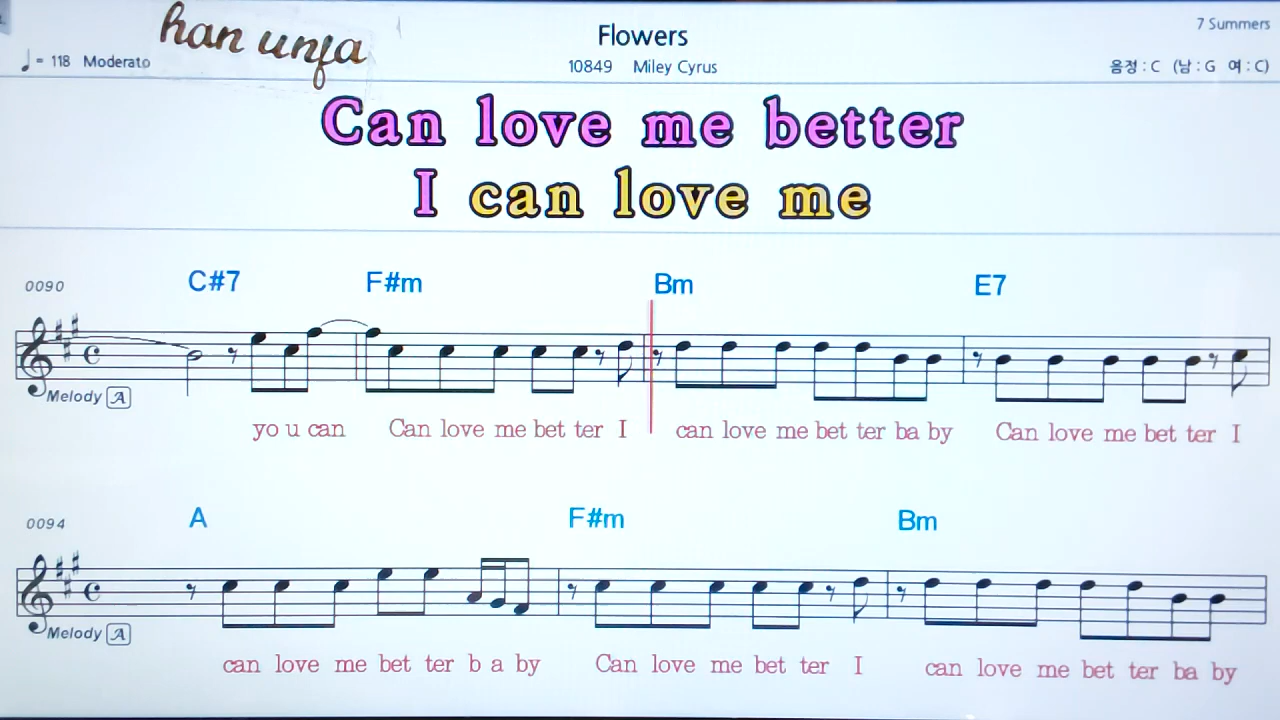 han unja
Flowers
7 Summers
♩= 118 Moderato
10849 Miley Cyrus
음정 : C (남 : G 여 : C)
Can love me better
I can love me
0090 C#7 F#m Bm E7
Melody A
yo u can Can love me bet ter I can love me bet ter ba by Can love me bet ter I
0094 A F#m Bm
Melody A
can love me bet ter b a by Can love me bet ter I can love me bet ter ba by